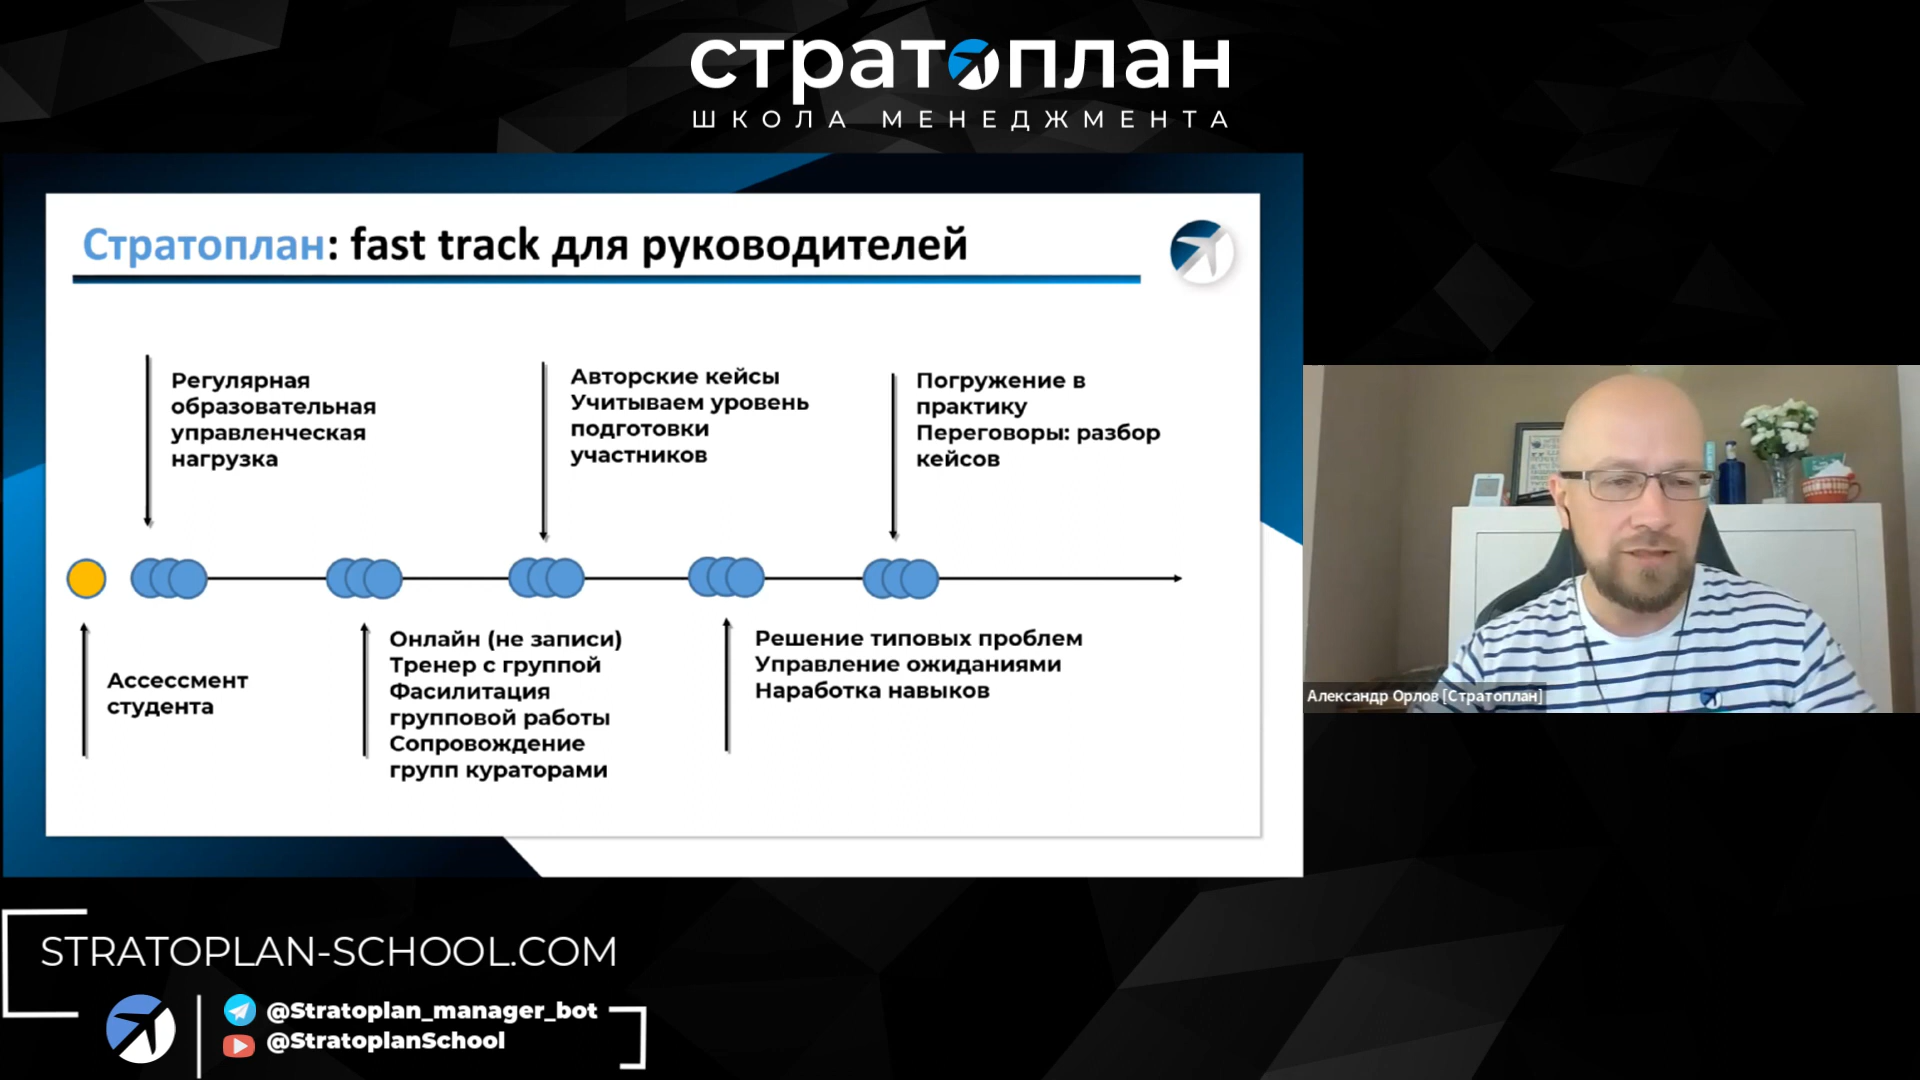 стратоплан
ШКОЛА МЕНЕДЖМЕНТА
Стратоплан: fast track для руководителей
Регулярная
образовательная
управленческая
нагрузка
Авторские кейсы
Учитываем уровень
подготовки
участников
Погружение в
практику
Переговоры: разбор
кейсов
Ассессмент
студента
Онлайн (не записи)
Тренер с группой
Фасилитация
групповой работы
Сопровождение
групп кураторами
Решение типовых проблем
Управление ожиданиями
Наработка навыков
Александр Орлов [Стратоплан]
STRATOPLAN-SCHOOL.COM
@Stratoplan_manager_bot
@StratoplanSchool